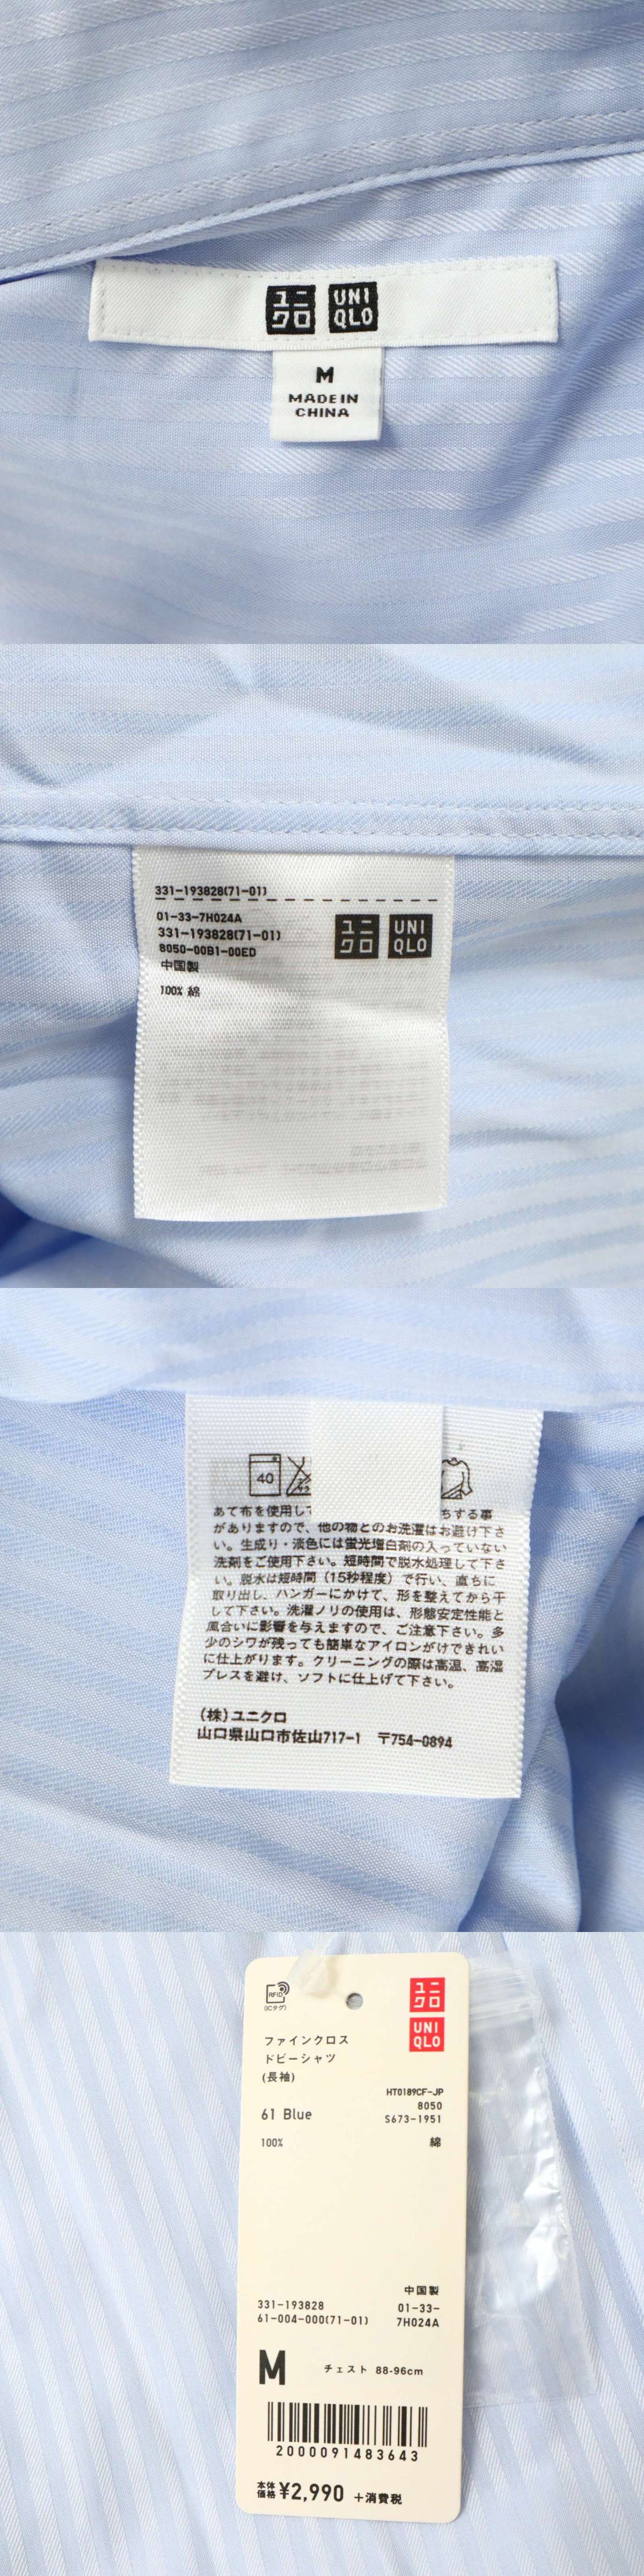 ユニ
クロ
UNI
QLO
M
MADE IN
CHINA
331-193828(71-01)
01-33-7H024A
331-193828(71-01)
8050-00B1-00ED
中国製
100% 綿
ユニ
クロ
UNI
QLO
40
あて布を使用して ちする事
がありますので、他の物とのお洗濯はお避け下さ
い。生成り・淡色には蛍光増白剤の入っていない
洗剤をご使用下さい。短時間で脱水処理して下さ
い。脱水は短時間（15秒程度）で行い、直ちに
取り出し、ハンガーにかけて、形を整えてから干
して下さい。洗濯ノリの使用は、形態安定性能と
風合いに影響を与えますので、ご注意下さい。多
少のシワが残っても簡単なアイロンがけできれい
に仕上がります。クリーニングの際は高温、高湿
プレスを避け、ソフトに仕上げて下さい。
(株)ユニクロ
山口県山口市佐山717-1 〒754-0894
RFID
(ICタグ)
ユニ
クロ
UNI
QLO
ファインクロス
ドビーシャツ
(長袖)
HT0189CF-JP
61 Blue
8050
S673-1951
100% 綿
中国製
331-193828
01-33-
61-004-000(71-01)
7H024A
M
チェスト 88-96cm
2000091483643
本体
価格 ¥2,990 +消費税